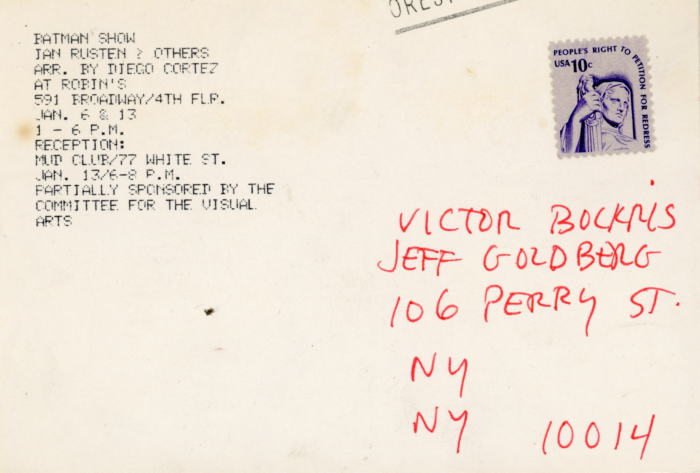 BATMAN SHOW
IAN RUSTEN & OTHERS
ARR. BY DIEGO CORTEZ
AT ROBIN'S
591 BROADWAY/4TH FLR.
JAN. 6 & 13
1 - 6 P.M.
RECEPTION:
MUD CLUB/77 WHITE ST.
JAN. 13/6-8 P.M.
PARTIALLY SPONSORED BY THE
COMMITTEE FOR THE VISUAL
ARTS
PEOPLE'S RIGHT TO PETITION FOR REDRESS
USA 10c
VICTOR BOCKRIS
JEFF GOLDBERG
106 PERRY ST.
NY
NY 10014